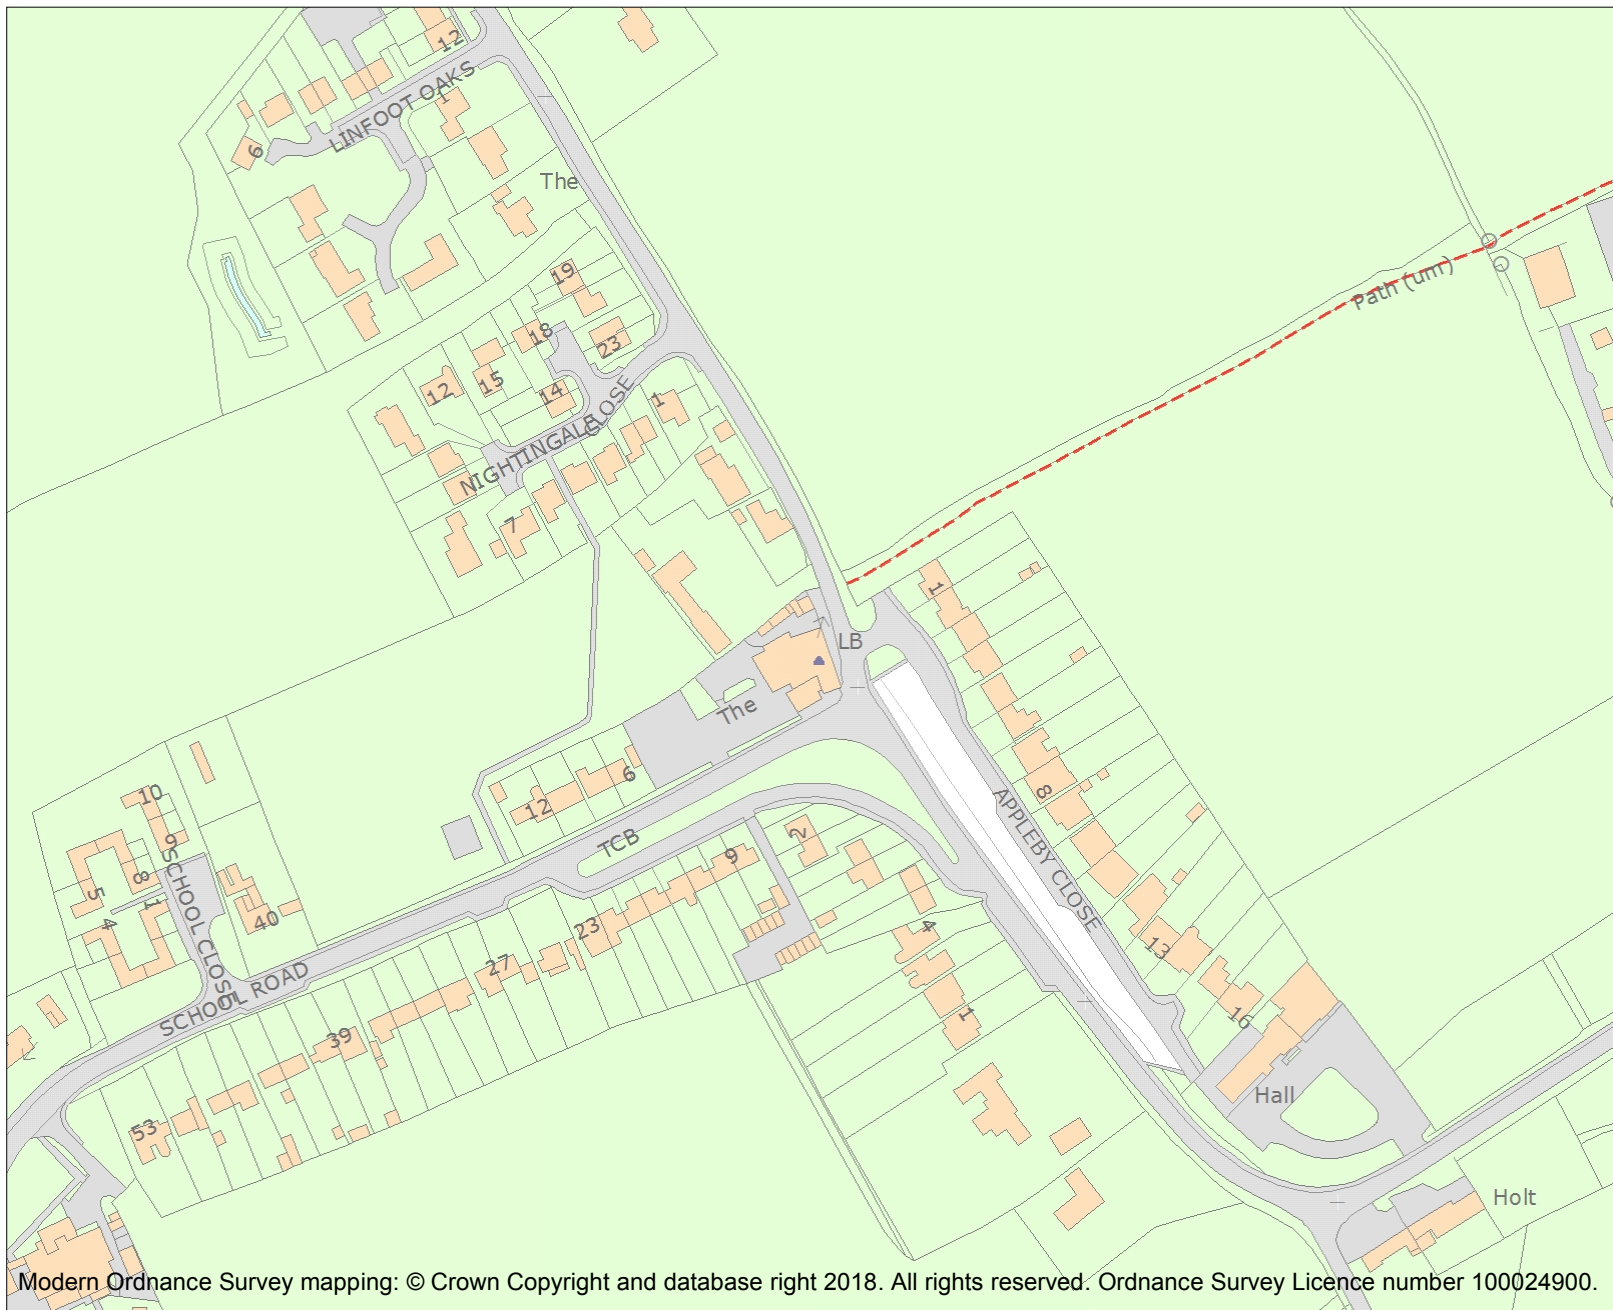 12
LINFOOT OAKS
1
6
The
19
18
23
15
12
14
NIGHTINGALE
CLOSE
1
7
Path (um)
1
LB
The
6
12
TCB
8
APPLEBY CLOSE
10
9
8
5
4
1
SCHOOL CLOSE
40
SCHOOL ROAD
2
9
23
27
39
53
4
1
13
16
Hall
Holt
Modern Ordnance Survey mapping: © Crown Copyright and database right 2018. All rights reserved. Ordnance Survey Licence number 100024900.